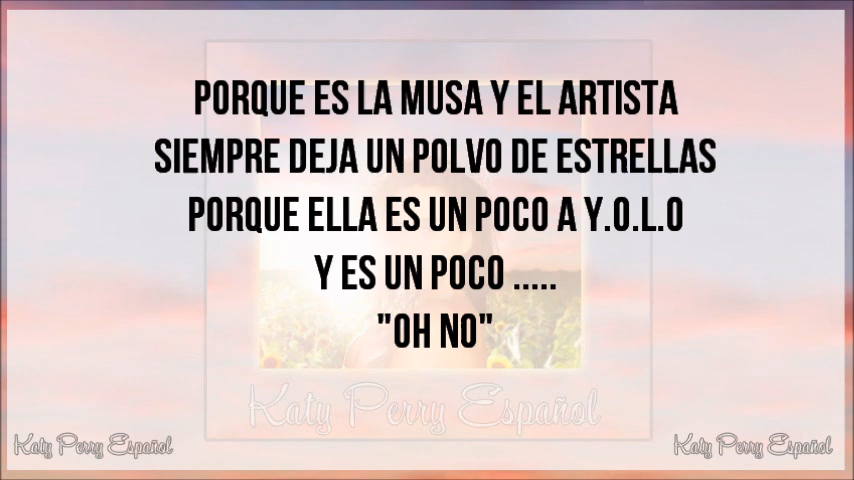 PORQUE ES LA MUSA Y EL ARTISTA
SIEMPRE DEJA UN POLVO DE ESTRELLAS
PORQUE ELLA ES UN POCO A Y.O.L.O
Y ES UN POCO .....
"OH NO"
Katy Perry Español
Katy Perry Español
Katy Perry Español